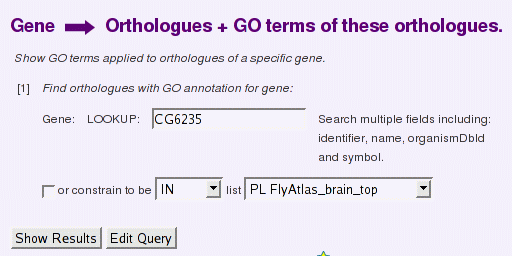 Gene ➡ Orthologues + GO terms of these orthologues.
Show GO terms applied to orthologues of a specific gene.
[1] Find orthologues with GO annotation for gene:
Gene: LOOKUP: CG6235 Search multiple fields including:
identifier, name, organismDbId
and symbol.
or constrain to be IN list PL FlyAtlas_brain_top
Show Results Edit Query